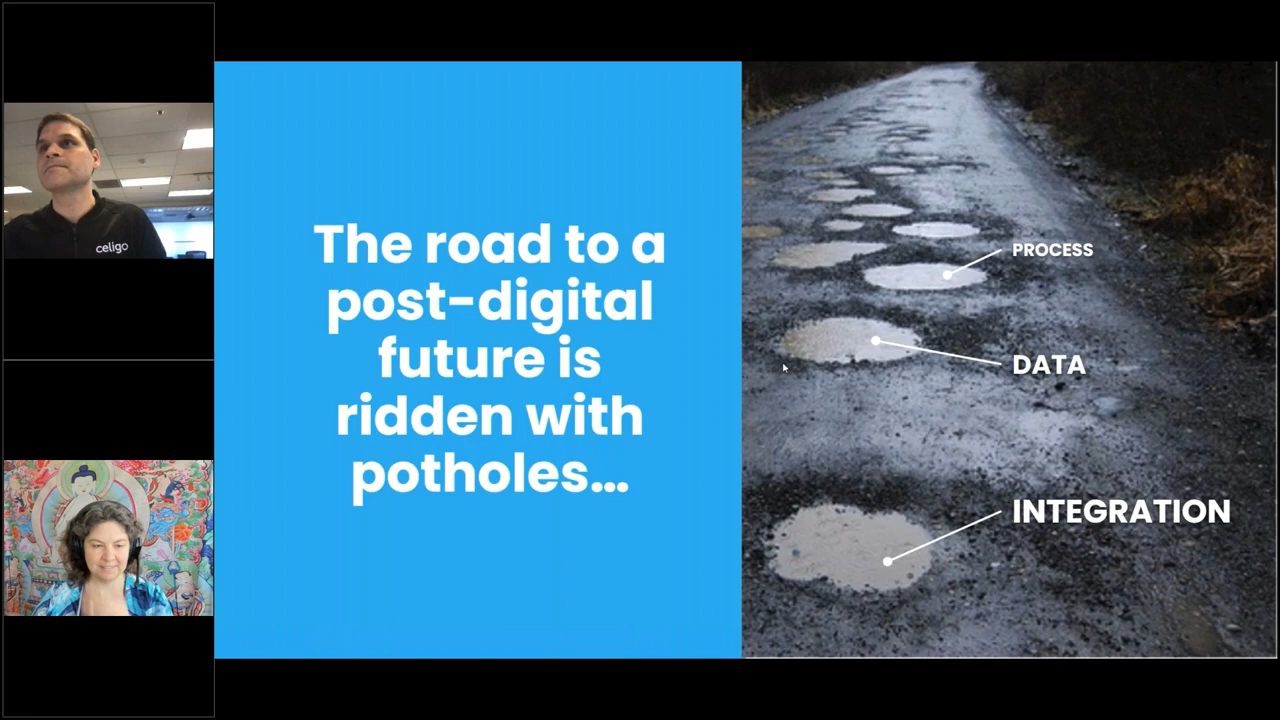 celigo
The road to a
post-digital
future is
ridden with
potholes...
PROCESS
DATA
INTEGRATION